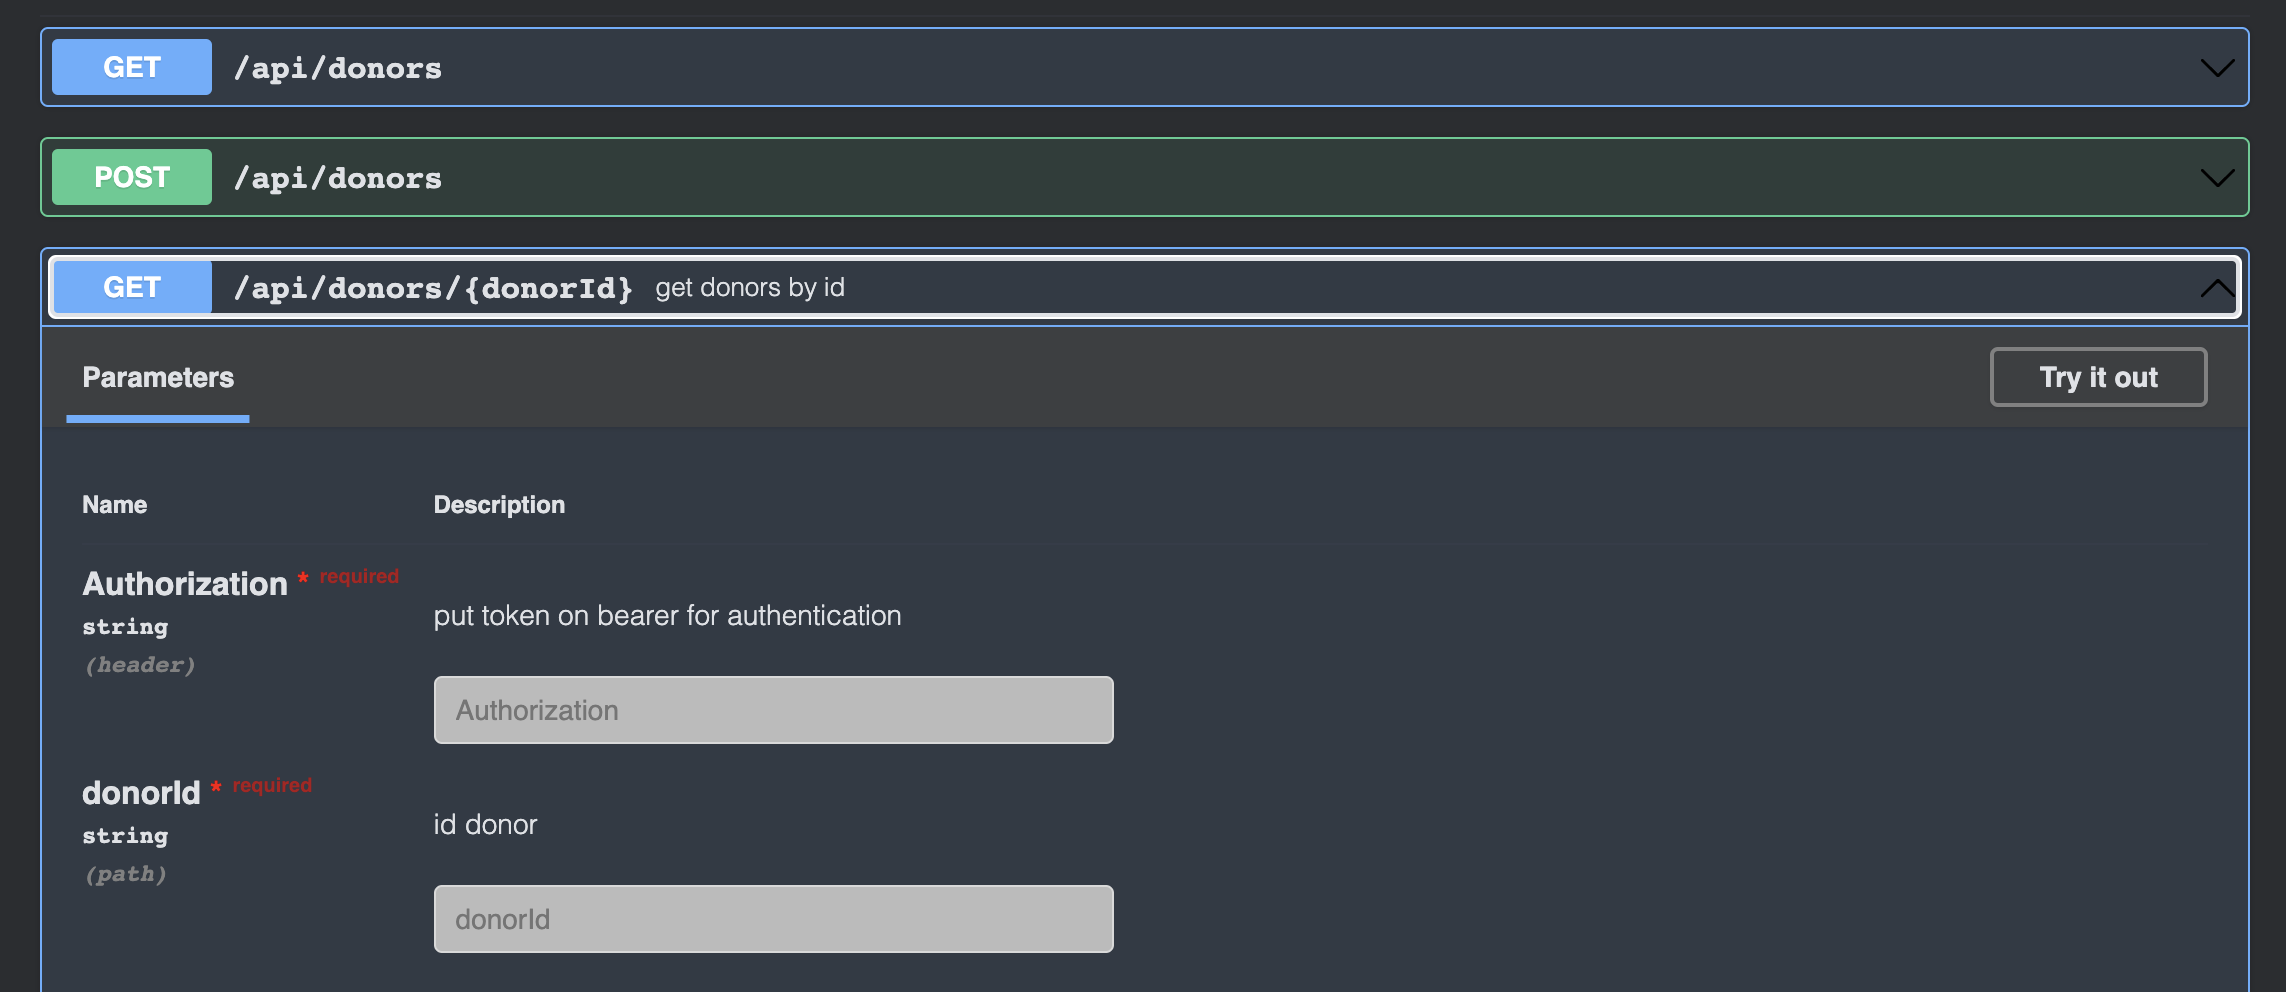 GET /api/donors
POST /api/donors
GET /api/donors/{donorId} get donors by id
Parameters Try it out
Name Description
Authorization * required
string
(header)
put token on bearer for authentication
Authorization
donorId * required
string
(path)
id donor
donorId